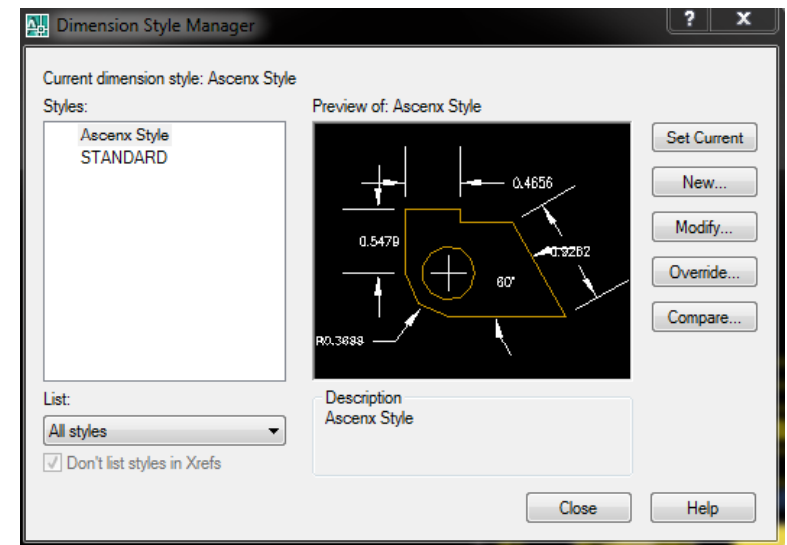 Dimension Style Manager
?
X
Current dimension style: Ascenx Style
Styles:
Preview of: Ascenx Style
Ascenx Style
STANDARD
0.4656
0.5479
0.9262
60°
R0.3688
Set Current
New...
Modify...
Override...
Compare...
List:
All styles
Don't list styles in Xrefs
Description
Ascenx Style
Close
Help